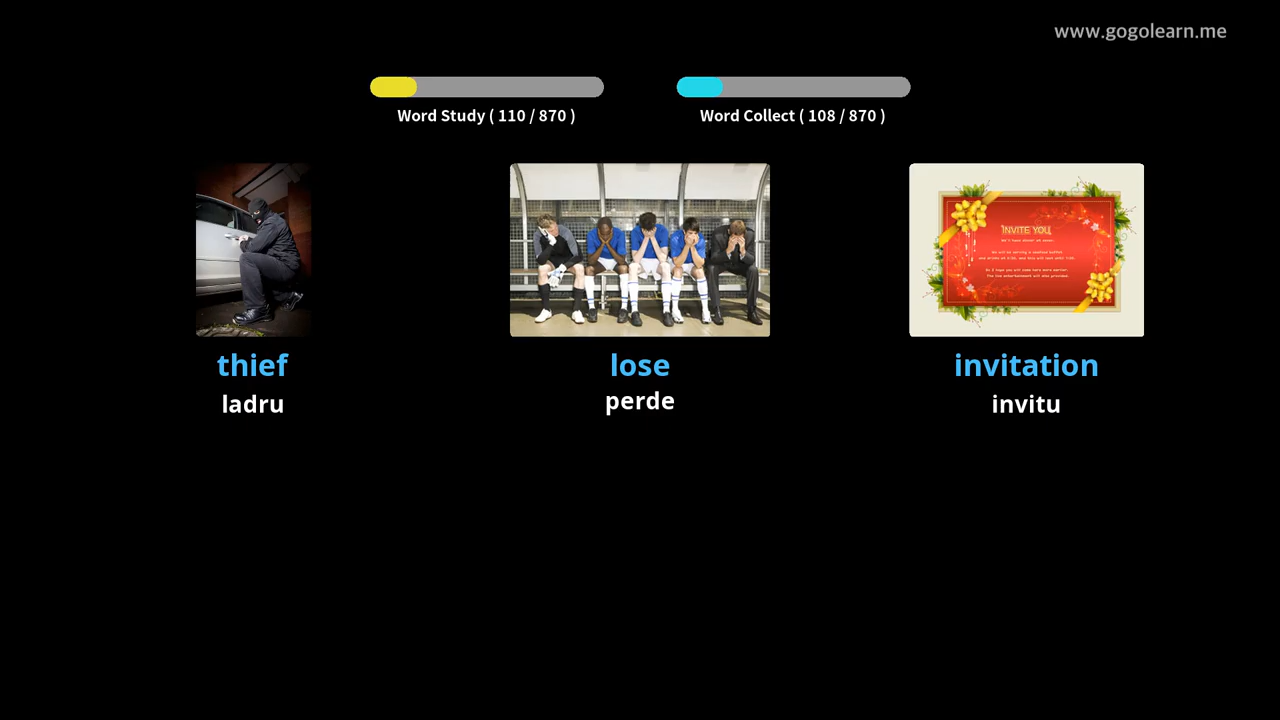 www.gogolearn.me
Word Study ( 110 / 870 )
Word Collect ( 108 / 870 )
INVITE YOU
thief
lose
invitation
ladru
perde
invitu